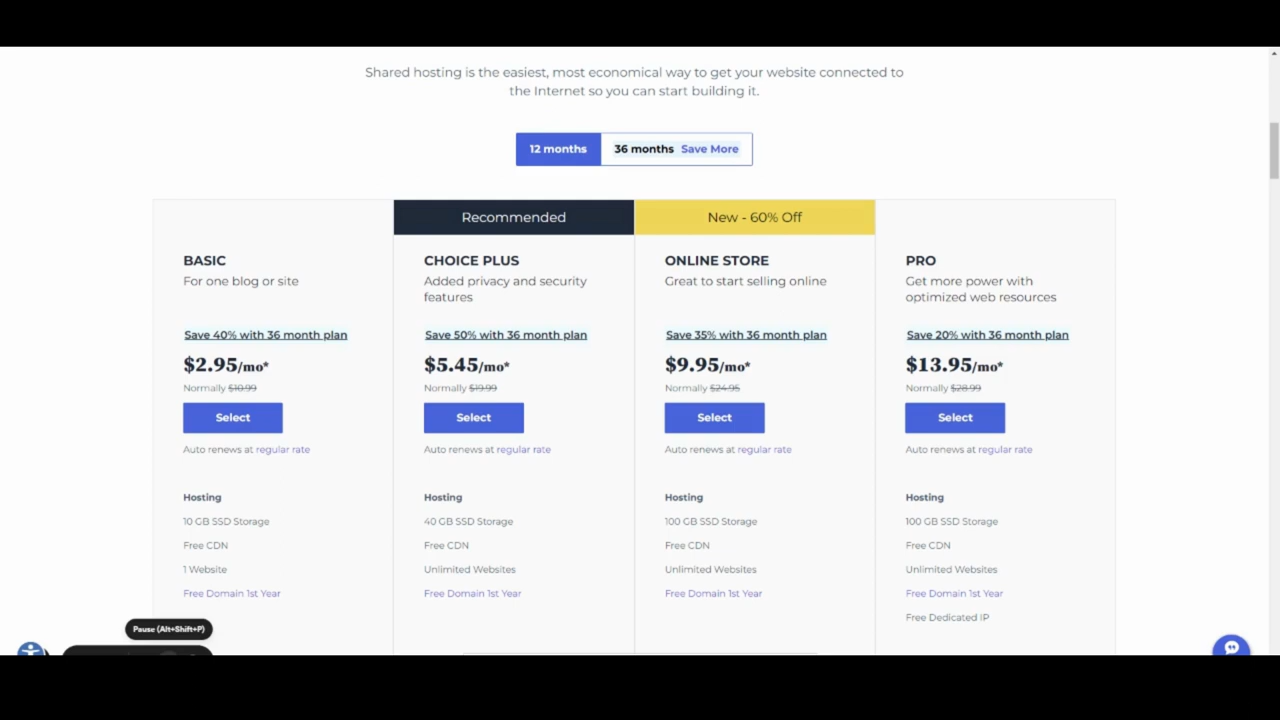 Shared hosting is the easiest, most economical way to get your website connected to
the Internet so you can start building it.
12 months
36 months Save More
Recommended
New - 60% Off
BASIC
For one blog or site
Save 40% with 36 month plan
$2.95/mo*
Normally $10.99
Select
Auto renews at regular rate
Hosting
10 GB SSD Storage
Free CDN
1 Website
Free Domain 1st Year
CHOICE PLUS
Added privacy and security
features
Save 50% with 36 month plan
$5.45/mo*
Normally $19.99
Select
Auto renews at regular rate
Hosting
40 GB SSD Storage
Free CDN
Unlimited Websites
Free Domain 1st Year
ONLINE STORE
Great to start selling online
Save 35% with 36 month plan
$9.95/mo*
Normally $24.95
Select
Auto renews at regular rate
Hosting
100 GB SSD Storage
Free CDN
Unlimited Websites
Free Domain 1st Year
PRO
Get more power with
optimized web resources
Save 20% with 36 month plan
$13.95/mo*
Normally $28.99
Select
Auto renews at regular rate
Hosting
100 GB SSD Storage
Free CDN
Unlimited Websites
Free Domain 1st Year
Free Dedicated IP
Pause (Alt+Shift+P)